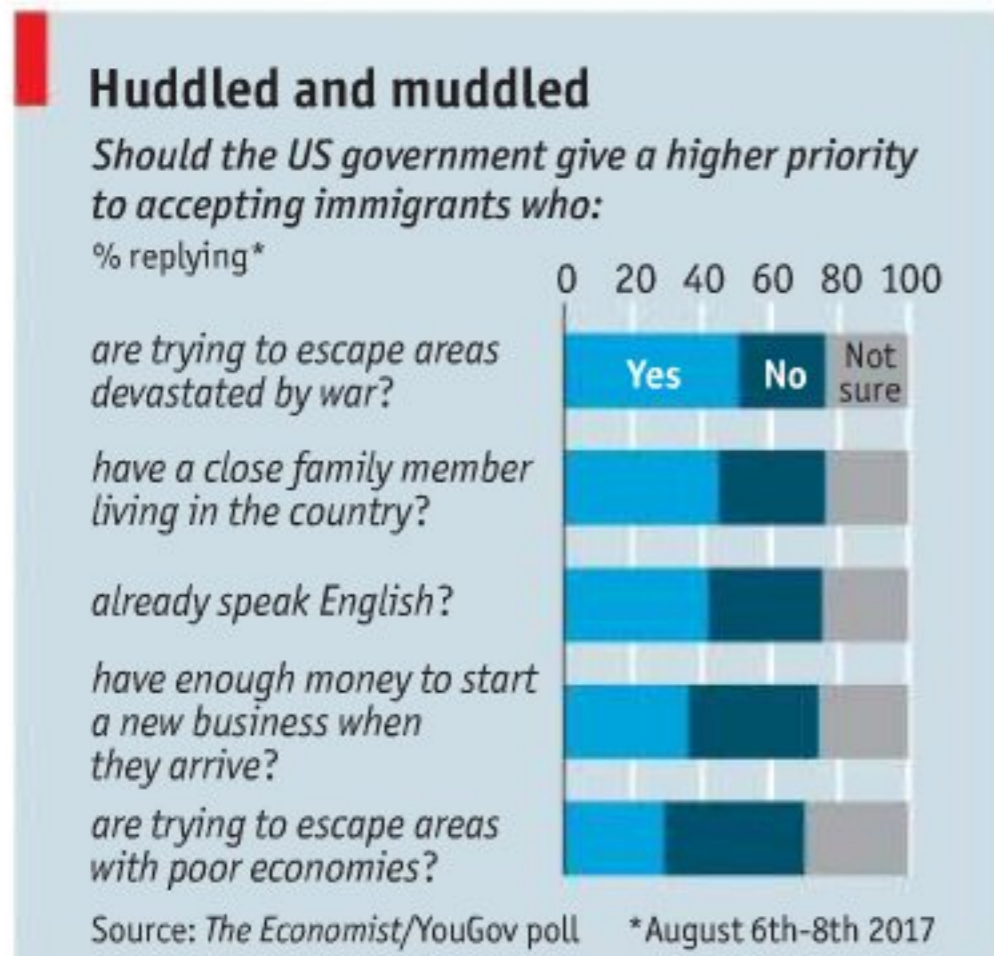 Huddled and muddled
Should the US government give a higher priority
to accepting immigrants who:
% replying*
0 20 40 60 80 100
are trying to escape areas
devastated by war?
Yes No Not
sure
have a close family member
living in the country?
already speak English?
have enough money to start
a new business when
they arrive?
are trying to escape areas
with poor economies?
Source: The Economist/YouGov poll *August 6th-8th 2017